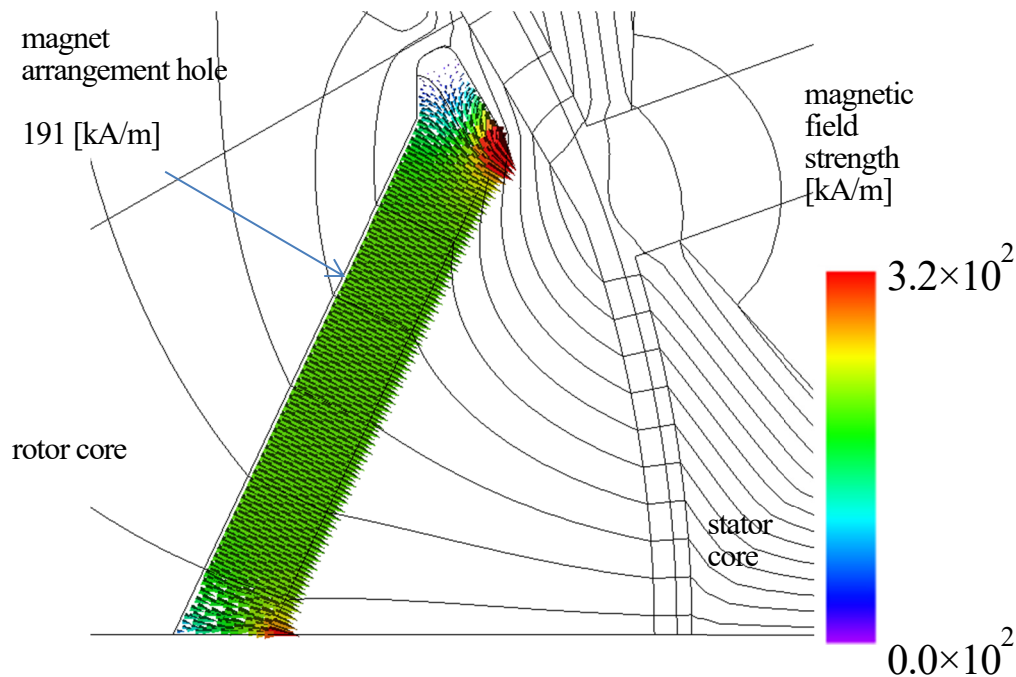 magnet
arrangement hole
191 [kA/m]
magnetic
field
strength
[kA/m]
3.2×10²
rotor core
stator
core
0.0×10²